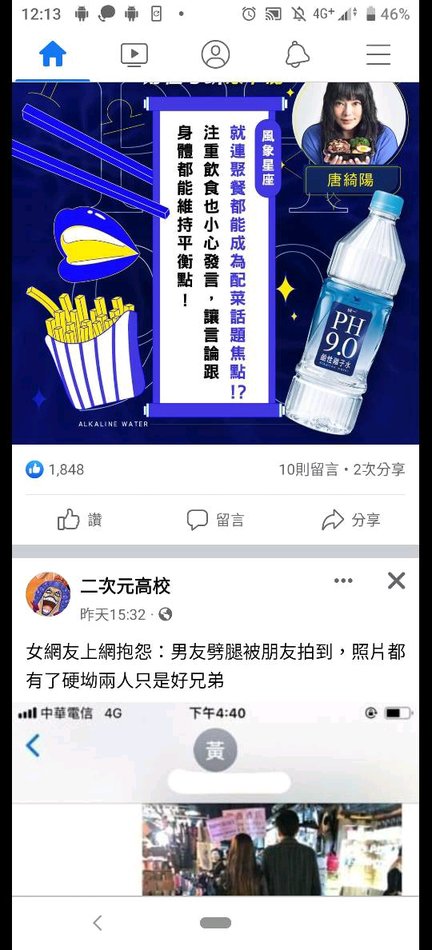 12:13
4G+
46%
風象星座
就連聚餐都能成為配菜話題焦點!?
注重飲食也小心發言，讓言論跟
身體都能維持平衡點！
唐綺陽
統一
PH
9.0
鹼性離子水
ALKALINE WATER
1,848
10則留言・2次分享
讚
留言
分享
二次元高校
昨天15:32
女網友上網抱怨：男友劈腿被朋友拍到，照片都
有了硬坳兩人只是好兄弟
中華電信 4G
下午4:40
黃